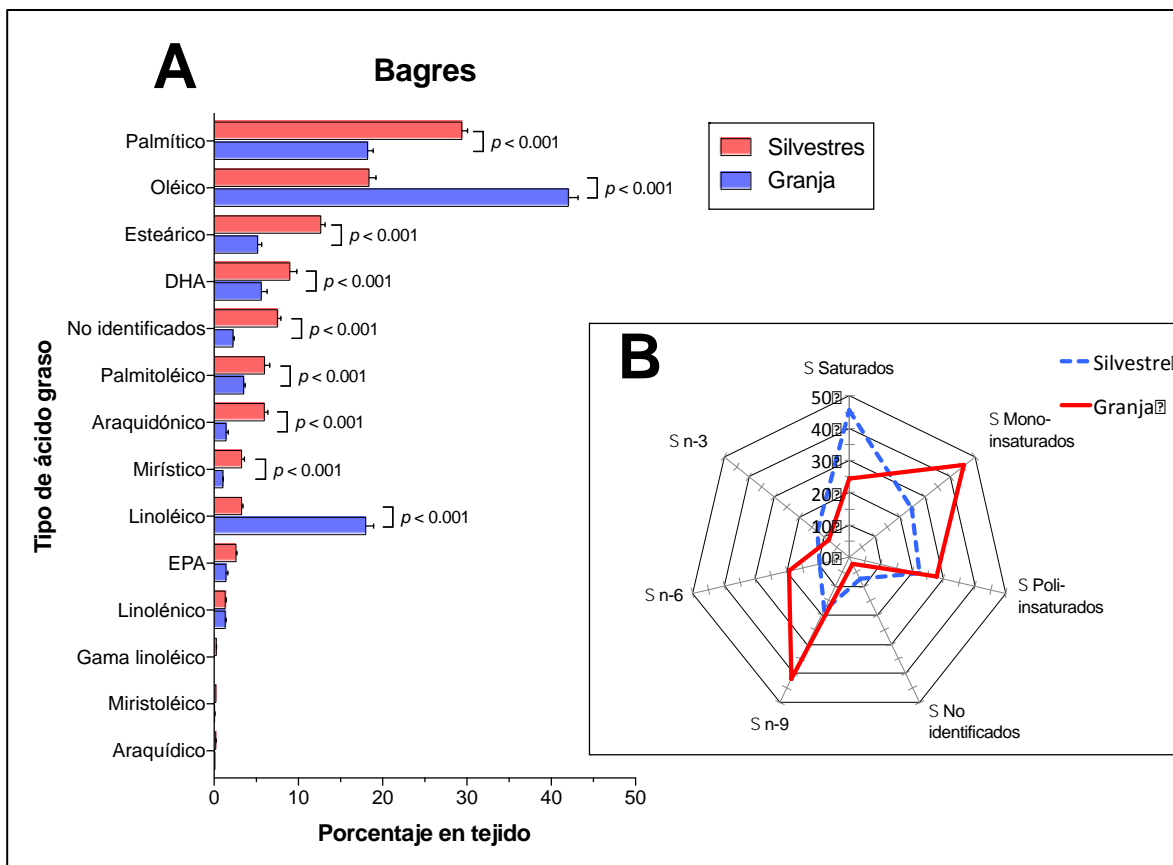 A
Bagres
Tipo de ácido graso
Palmítico
Oléico
Esteárico
DHA
No identificados
Palmitoléico
Araquidónico
Mirístico
Linoléico
EPA
Linolénico
Gama linoléico
Miristoléico
Araquídico
p < 0.001
p < 0.001
p < 0.001
p < 0.001
p < 0.001
p < 0.001
p < 0.001
p < 0.001
p < 0.001
0 10 20 30 40 50
Porcentaje en tejido
Silvestres
Granja
B
Silvestre
Granja
S Saturados
S Mono-
insaturados
S Poli-
insaturados
S No
identificados
S n-9
S n-6
S n-3
50
40
30
20
10
0